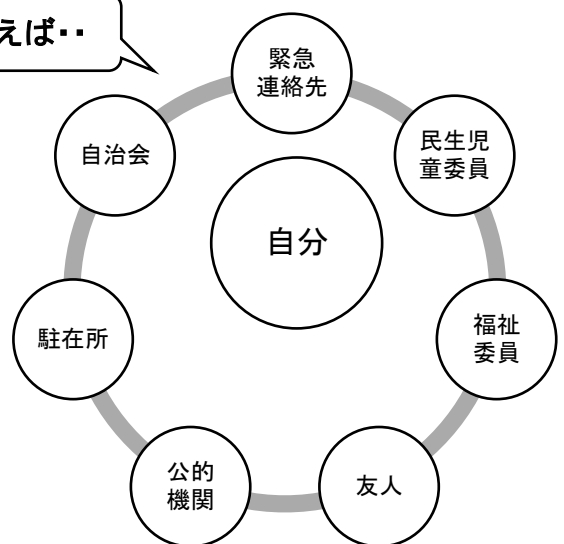 えば・・
緊急
連絡先
民生児
童委員
福祉
委員
友人
公的
機関
駐在所
自治会
自分